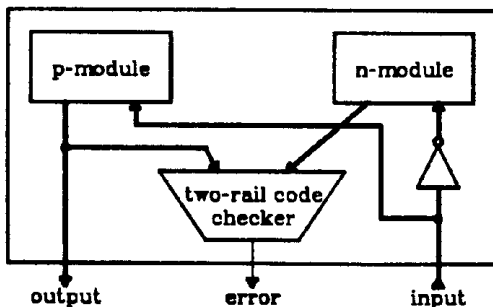 p-module
n-module
two-rail code
checker
output
error
input